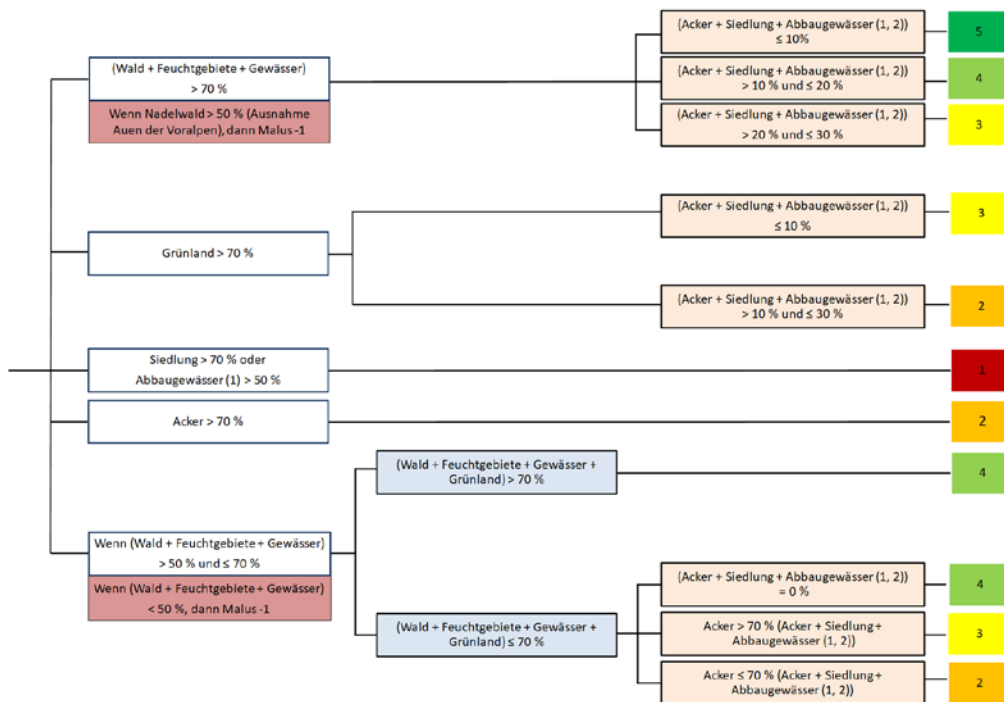 (Wald + Feuchtgebiete + Gewässer)
> 70 %
Wenn Nadelwald > 50 % (Ausnahme
Auen der Voralpen), dann Malus -1
(Acker + Siedlung + Abbaugewässer (1, 2))
≤ 10%
5
(Acker + Siedlung + Abbaugewässer (1, 2))
> 10 % und ≤ 20 %
4
(Acker + Siedlung + Abbaugewässer (1, 2))
> 20 % und ≤ 30 %
3
Grünland > 70 %
(Acker + Siedlung + Abbaugewässer (1, 2))
≤ 10 %
3
(Acker + Siedlung + Abbaugewässer (1, 2))
> 10 % und ≤ 30 %
2
Siedlung > 70 % oder
Abbaugewässer (1) > 50 %
1
Acker > 70 %
2
Wenn (Wald + Feuchtgebiete + Gewässer)
> 50 % und ≤ 70 %
Wenn (Wald + Feuchtgebiete + Gewässer)
< 50 %, dann Malus -1
(Wald + Feuchtgebiete + Gewässer +
Grünland) > 70 %
4
(Wald + Feuchtgebiete + Gewässer +
Grünland) ≤ 70 %
(Acker + Siedlung + Abbaugewässer (1, 2))
= 0 %
4
Acker > 70 % (Acker + Siedlung +
Abbaugewässer (1, 2))
3
Acker ≤ 70 % (Acker + Siedlung +
Abbaugewässer (1, 2))
2